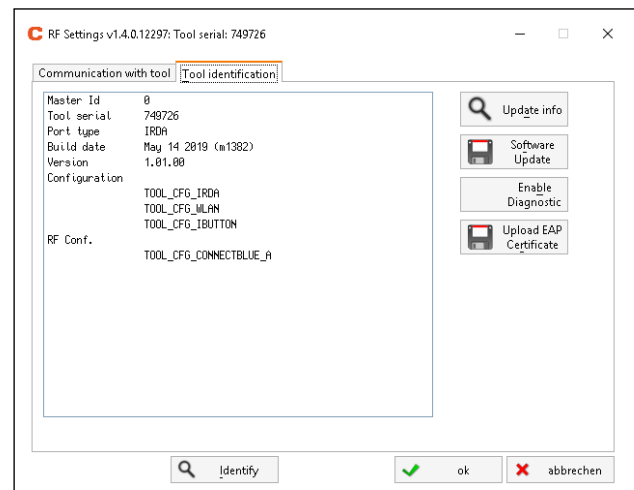 C RF Settings v1.4.0.12297: Tool serial: 749726
Communication with tool Tool identification
Master Id 0
Tool serial 749726
Port type IRDA
Build date May 14 2019 (m1382)
Version 1.01.00
Configuration
TOOL_CFG_IRDA
TOOL_CFG_WLAN
TOOL_CFG_IBUTTON
RF Conf.
TOOL_CFG_CONNECTBLUE_A
Update info
Software
Update
Enable
Diagnostic
Upload EAP
Certificate
Identify ok abbrechen